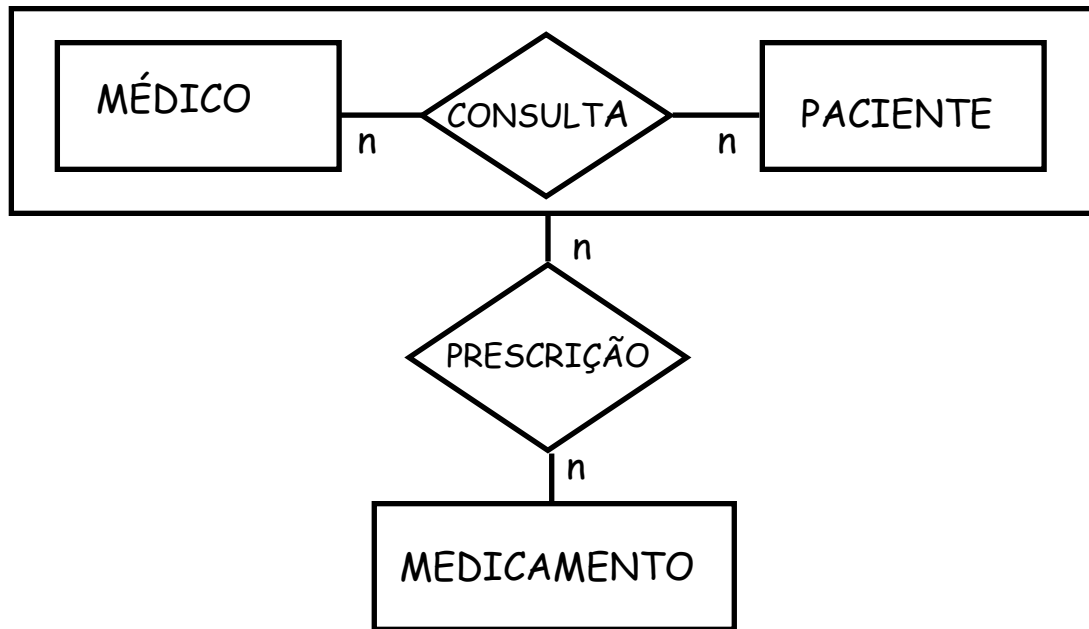 MÉDICO
CONSULTA
PACIENTE
n
n
n
PRESCRIÇÃO
n
MEDICAMENTO